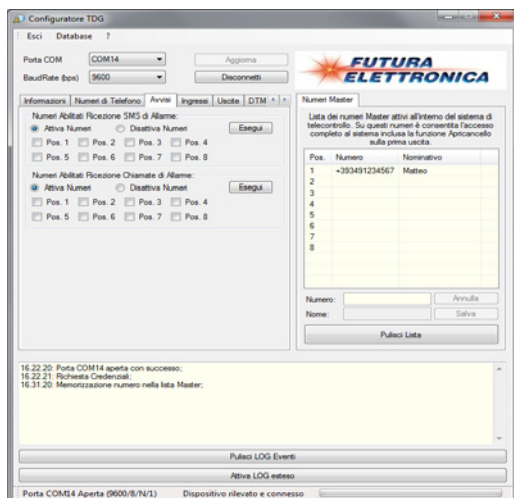 Configuratore TDG
Esci Database ?
Porta COM COM14 Aggiorna
BaudRate (bps) 9600 Disconnetti
FUTURA
ELETTRONICA
Informazioni Numeri di Telefono Avvisi Ingressi Uscite DTM
Numeri Abilitati Ricezione SMS di Allarme:
Attiva Numeri Disattiva Numeri Esegui
Pos. 1 Pos. 2 Pos. 3 Pos. 4
Pos. 5 Pos. 6 Pos. 7 Pos. 8
Numeri Abilitati Ricezione Chiamate di Allarme:
Attiva Numeri Disattiva Numeri Esegui
Pos. 1 Pos. 2 Pos. 3 Pos. 4
Pos. 5 Pos. 6 Pos. 7 Pos. 8
Numeri Master
Lista dei numeri Master attivi all'interno del sistema di
telecontrollo. Su questi numeri è consentita l'accesso
completo al sistema inclusa la funzione Apricancello
sulla prima uscita.
Pos. Numero Nominativo
1 +393491234567 Matteo
2
3
4
5
6
7
8
Numero: Annulla
Nome: Salva
Pulisci Lista
16.22.20: Porta COM14 aperta con successo;
16.22.21: Richiesta Credenziali;
16.31.20: Memorizzazione numero nella lista Master;
Pulisci LOG Eventi
Attiva LOG esteso
Porta COM14 Aperta (9600/8/N/1) Dispositivo rilevato e connesso